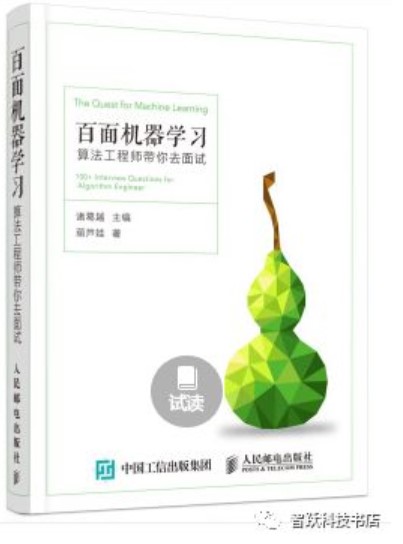 百面机器学习 算法工程师带你去面试 人民邮电出版社
The Quest for Machine Learning
百面机器学习
算法工程师带你去面试
100+ Interview Questions for
Algorithm Engineer
诸葛越 主编
葫芦娃 著
试读
中国工信出版集团
人民邮电出版社
POSTS & TELECOM PRESS
智跃科技书店